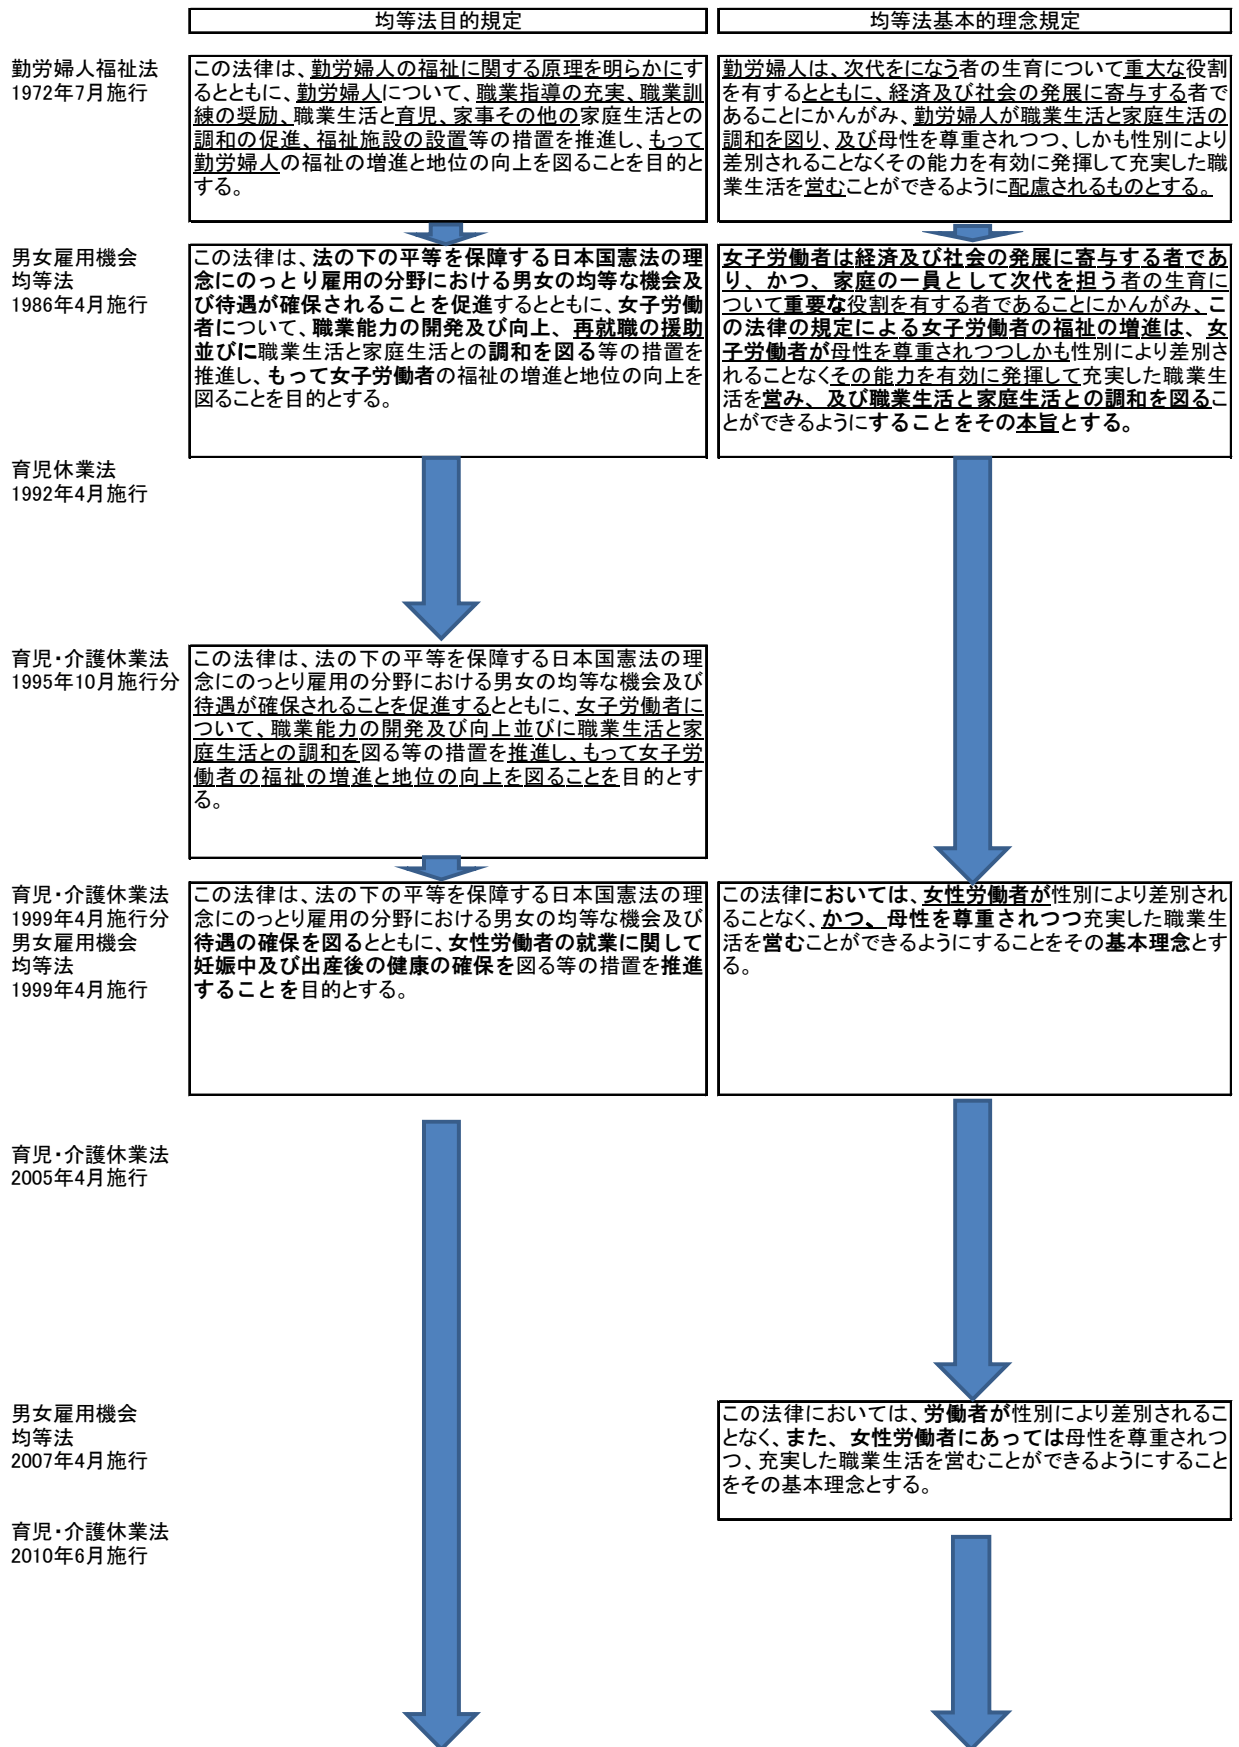 均等法目的規定
均等法基本的理念規定
勤労婦人福祉法
1972年7月施行
この法律は、勤労婦人の福祉に関する原理を明らかにす
るとともに、勤労婦人について、職業指導の充実、職業訓
練の奨励、職業生活と育児、家事その他の家庭生活との
調和の促進、福祉施設の設置等の措置を推進し、もって
勤労婦人の福祉の増進と地位の向上を図ることを目的と
する。
勤労婦人は、次代をになう者の生育について重大な役割
を有するとともに、経済及び社会の発展に寄与する者で
あることにかんがみ、勤労婦人が職業生活と家庭生活の
調和を図り、及び母性を尊重されつつ、しかも性別により
差別されることなくその能力を有効に発揮して充実した職
業生活を営むことができるように配慮されるものとする。
男女雇用機会
均等法
1986年4月施行
この法律は、法の下の平等を保障する日本国憲法の理
念にのっとり雇用の分野における男女の均等な機会及
び待遇が確保されることを促進するとともに、女子労働
者について、職業能力の開発及び向上、再就職の援助
並びに職業生活と家庭生活との調和を図る等の措置を
推進し、もって女子労働者の福祉の増進と地位の向上を
図ることを目的とする。
女子労働者は経済及び社会の発展に寄与する者であ
り、かつ、家庭の一員として次代を担う者の生育に
ついて重要な役割を有する者であることにかんがみ、こ
の法律の規定による女子労働者の福祉の増進は、女
子労働者が母性を尊重されつつしかも性別により差別さ
れることなくその能力を有効に発揮して充実した職業生
活を営み、及び職業生活と家庭生活との調和を図るこ
とができるようにすることをその本旨とする。
育児休業法
1992年4月施行
育児・介護休業法
1995年10月施行分
この法律は、法の下の平等を保障する日本国憲法の理
念にのっとり雇用の分野における男女の均等な機会及び
待遇が確保されることを促進するとともに、女子労働者に
ついて、職業能力の開発及び向上並びに職業生活と家
庭生活との調和を図る等の措置を推進し、もって女子労
働者の福祉の増進と地位の向上を図ることを目的とす
る。
育児・介護休業法
1999年4月施行分
男女雇用機会
均等法
1999年4月施行
この法律は、法の下の平等を保障する日本国憲法の理
念にのっとり雇用の分野における男女の均等な機会及び
待遇の確保を図るとともに、女性労働者の就業に関して
妊娠中及び出産後の健康の確保を図る等の措置を推進
することを目的とする。
この法律においては、女性労働者が性別により差別され
ることなく、かつ、母性を尊重されつつ充実した職業生
活を営むことができるようにすることをその基本理念とす
る。
育児・介護休業法
2005年4月施行
男女雇用機会
均等法
2007年4月施行
この法律においては、労働者が性別により差別されるこ
となく、また、女性労働者にあっては母性を尊重されつ
つ、充実した職業生活を営むことができるようにすること
をその基本理念とする。
育児・介護休業法
2010年6月施行